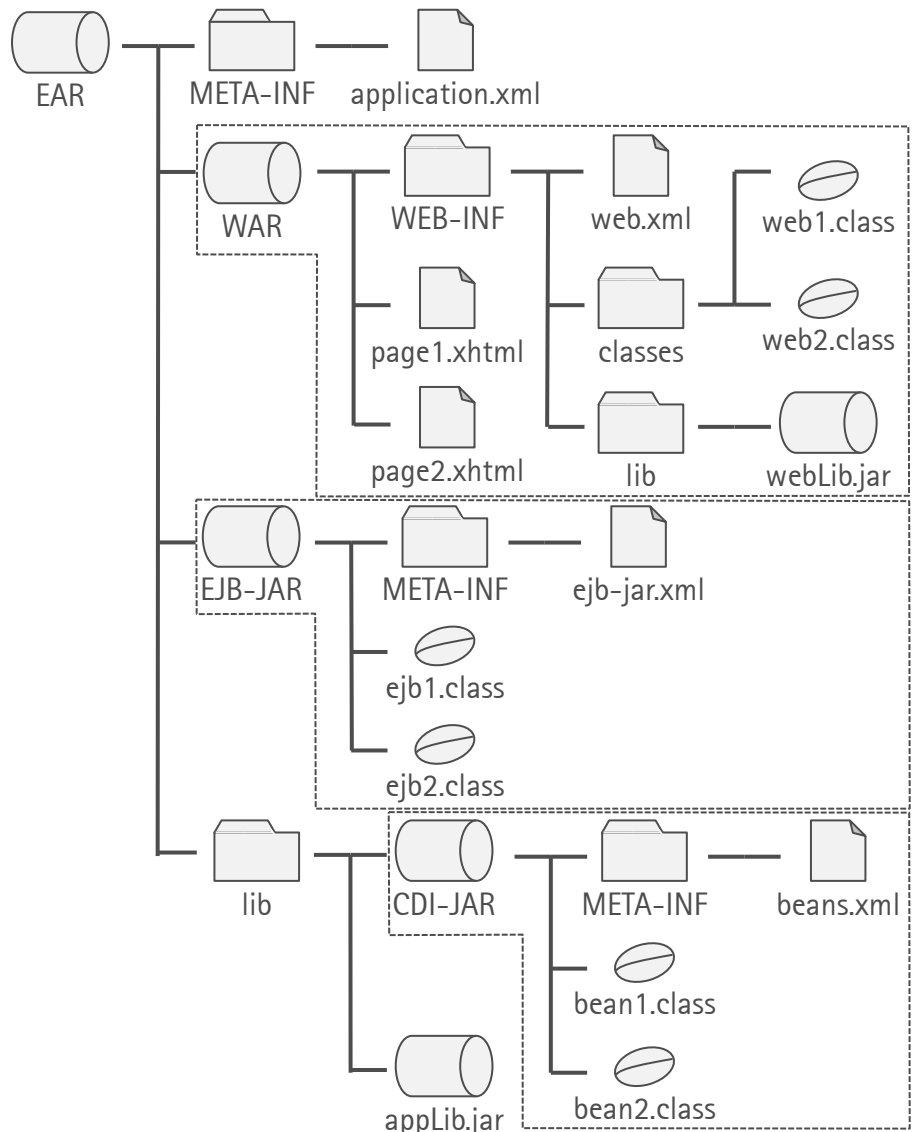 EAR
META-INF
application.xml
WAR
WEB-INF
web.xml
web1.class
page1.xhtml
classes
web2.class
page2.xhtml
lib
webLib.jar
EJB-JAR
META-INF
ejb-jar.xml
ejb1.class
ejb2.class
lib
CDI-JAR
META-INF
beans.xml
bean1.class
appLib.jar
bean2.class